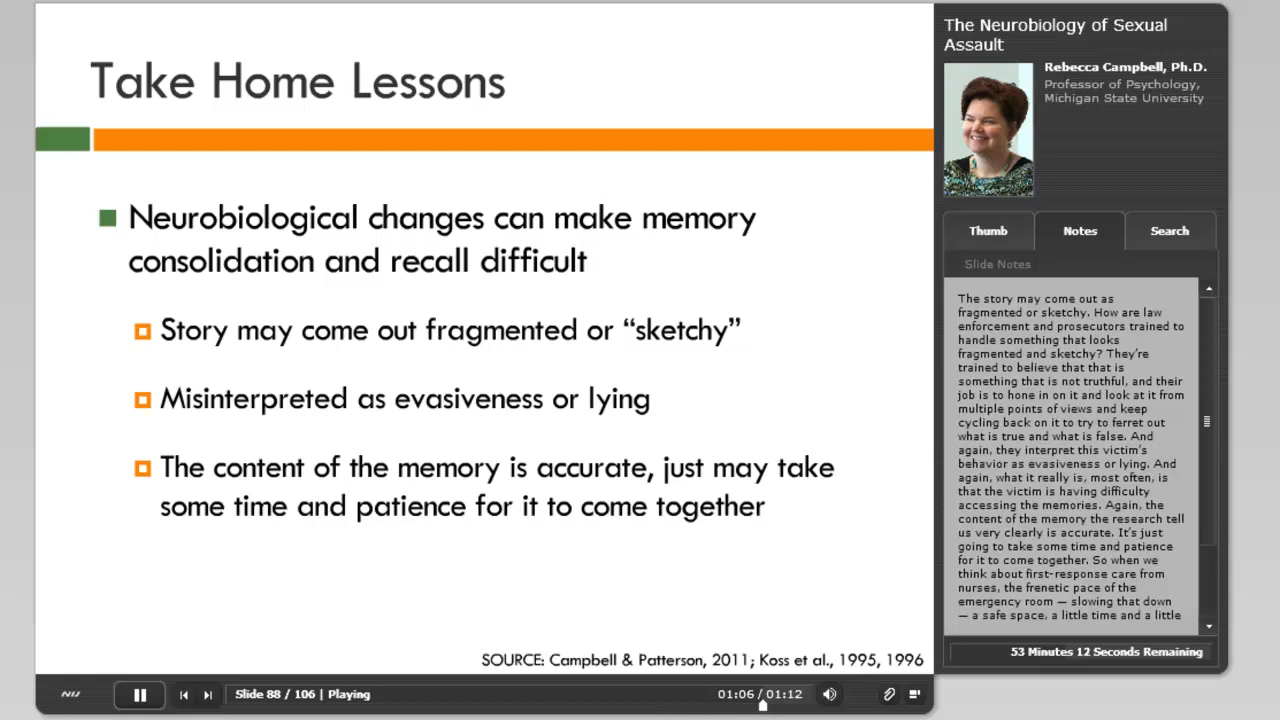 Take Home Lessons
Neurobiological changes can make memory
consolidation and recall difficult
Story may come out fragmented or “sketchy”
Misinterpreted as evasiveness or lying
The content of the memory is accurate, just may take
some time and patience for it to come together
SOURCE: Campbell & Patterson, 2011; Koss et al., 1995, 1996
NIJ
Slide 88 / 106 | Playing
01:06 / 01:12
The Neurobiology of Sexual
Assault
Rebecca Campbell, Ph.D.
Professor of Psychology,
Michigan State University
Thumb
Notes
Search
Slide Notes
The story may come out as
fragmented or sketchy. How are law
enforcement and prosecutors trained to
handle something that looks
fragmented and sketchy? They’re
trained to believe that that is
something that is not truthful, and their
job is to hone in on it and look at it from
multiple points of views and keep
cycling back on it to try to ferret out
what is true and what is false. And
again, they interpret this victim’s
behavior as evasiveness or lying. And
again, what it really is, most often, is
that the victim is having difficulty
accessing the memories. Again, the
content of the memory the research tell
us very clearly is accurate. It’s just
going to take some time and patience
for it to come together. So when we
think about first-response care from
nurses, the frenetic pace of the
emergency room — slowing that down
— a safe space, a little time and a little
53 Minutes 12 Seconds Remaining